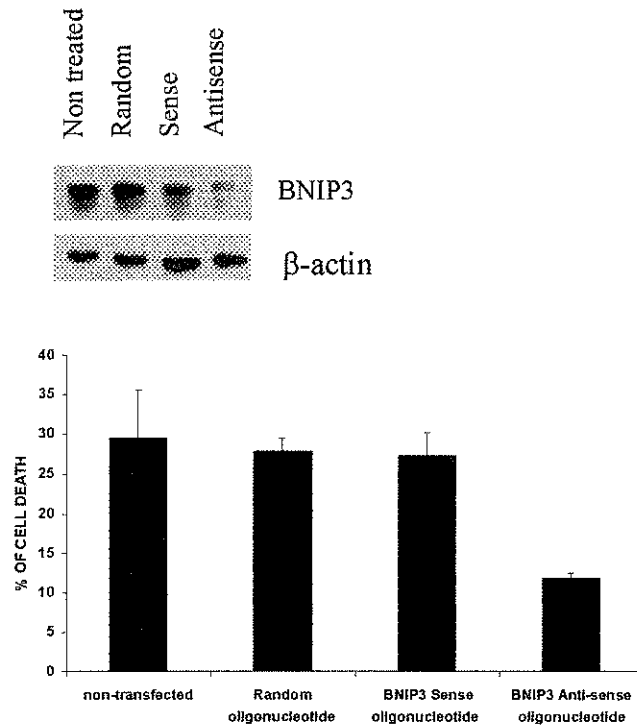 Non treated
Random
Sense
Antisense
BNIP3
β-actin
40
35
30
25
20
15
10
5
0
% OF CELL DEATH
non-transfected
Random
oligonucleotide
BNIP3 Sense
oligonucleotide
BNIP3 Anti-sense
oligonucleotide